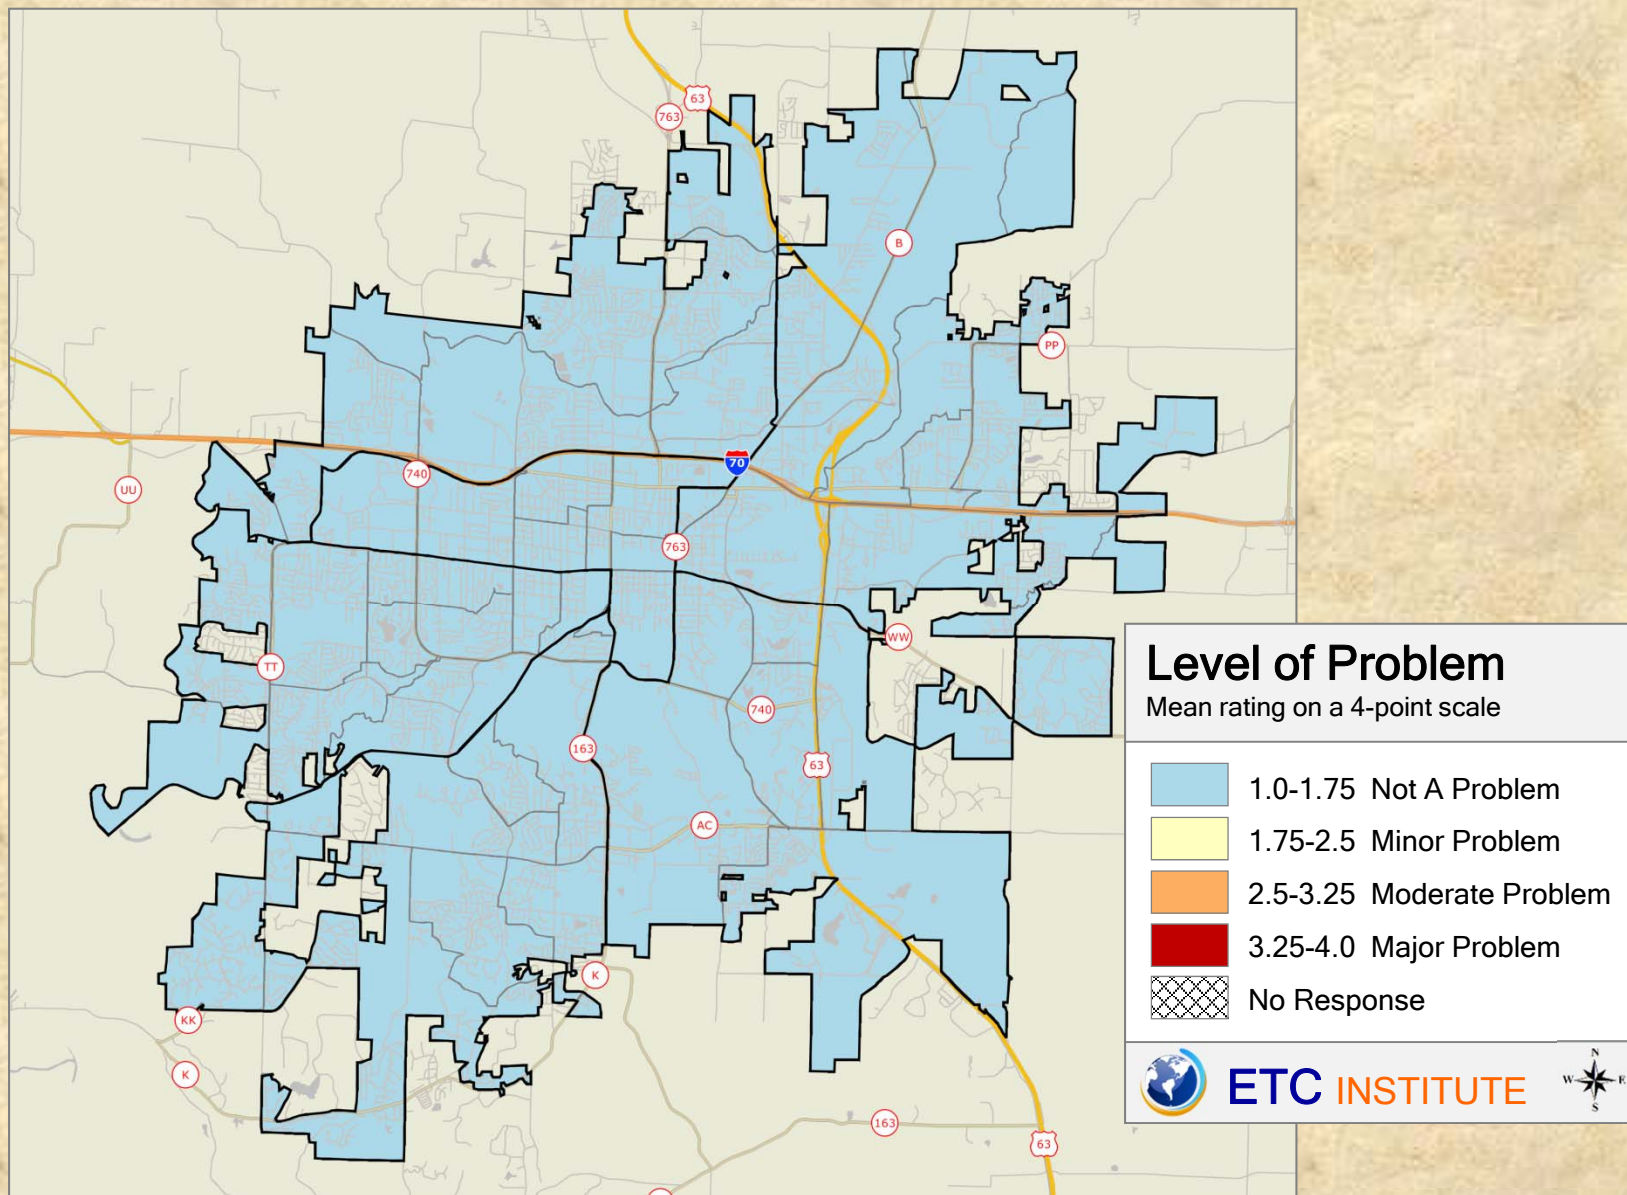 63
763
B
PP
70
740
UU
763
WW
TT
740
163
63
AC
K
KK
K
163
63
Level of Problem
Mean rating on a 4-point scale
1.0-1.75 Not A Problem
1.75-2.5 Minor Problem
2.5-3.25 Moderate Problem
3.25-4.0 Major Problem
No Response
ETC INSTITUTE
N
W E
S